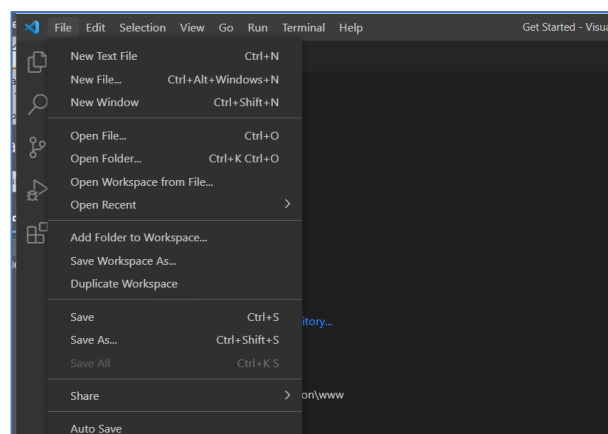 File Edit Selection View Go Run Terminal Help Get Started - Visua
New Text File Ctrl+N
New File... Ctrl+Alt+Windows+N
New Window Ctrl+Shift+N
Open File... Ctrl+O
Open Folder... Ctrl+K Ctrl+O
Open Workspace from File...
Open Recent
Add Folder to Workspace...
Save Workspace As...
Duplicate Workspace
Save Ctrl+S
itory...
Save As... Ctrl+Shift+S
Save All Ctrl+K S
Share on\www
Auto Save